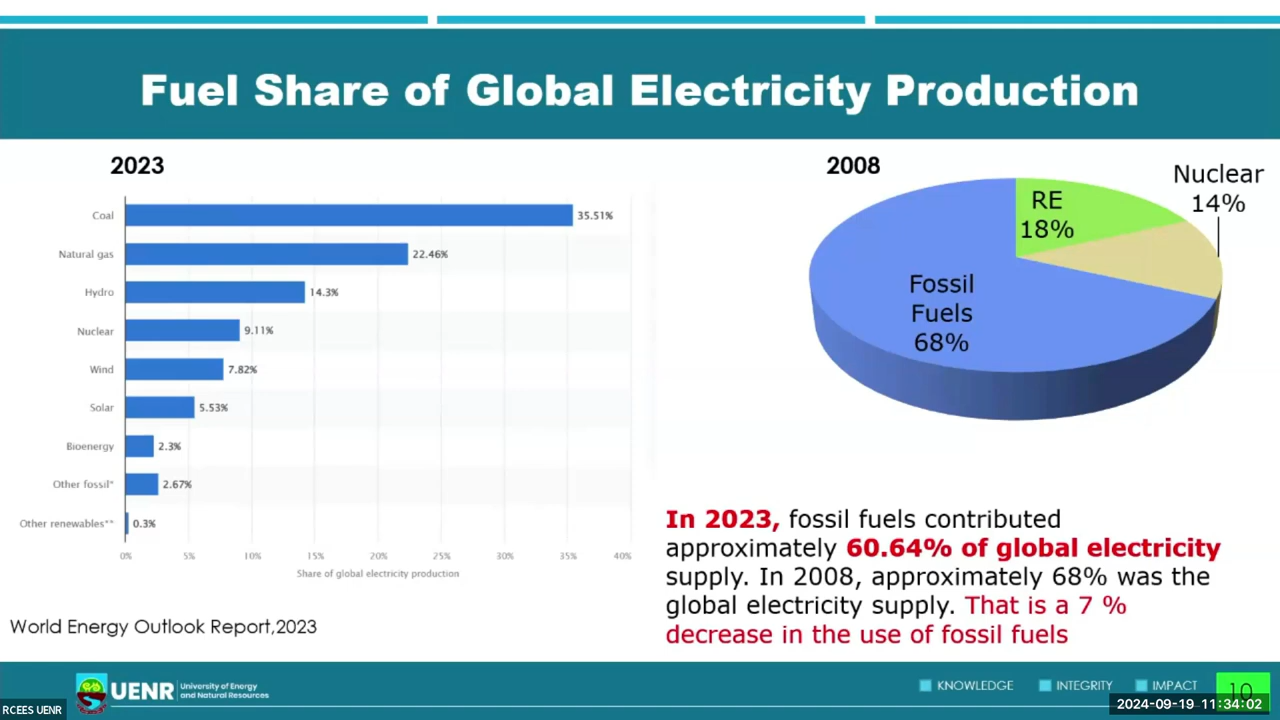 Fuel Share of Global Electricity Production
2023
Coal 35.51%
Natural gas 22.46%
Hydro 14.3%
Nuclear 9.11%
Wind 7.82%
Solar 5.53%
Bioenergy 2.3%
Other fossil* 2.67%
Other renewables** 0.3%
0% 5% 10% 15% 20% 25% 30% 35% 40%
Share of global electricity production
World Energy Outlook Report,2023
2008
Nuclear
14%
RE
18%
Fossil
Fuels
68%
In 2023, fossil fuels contributed
approximately 60.64% of global electricity
supply. In 2008, approximately 68% was the
global electricity supply. That is a 7 %
decrease in the use of fossil fuels
UENR
University of Energy
and Natural Resources
KNOWLEDGE INTEGRITY IMPACT
10
RCEES UENR
2024-09-19 11:34:02